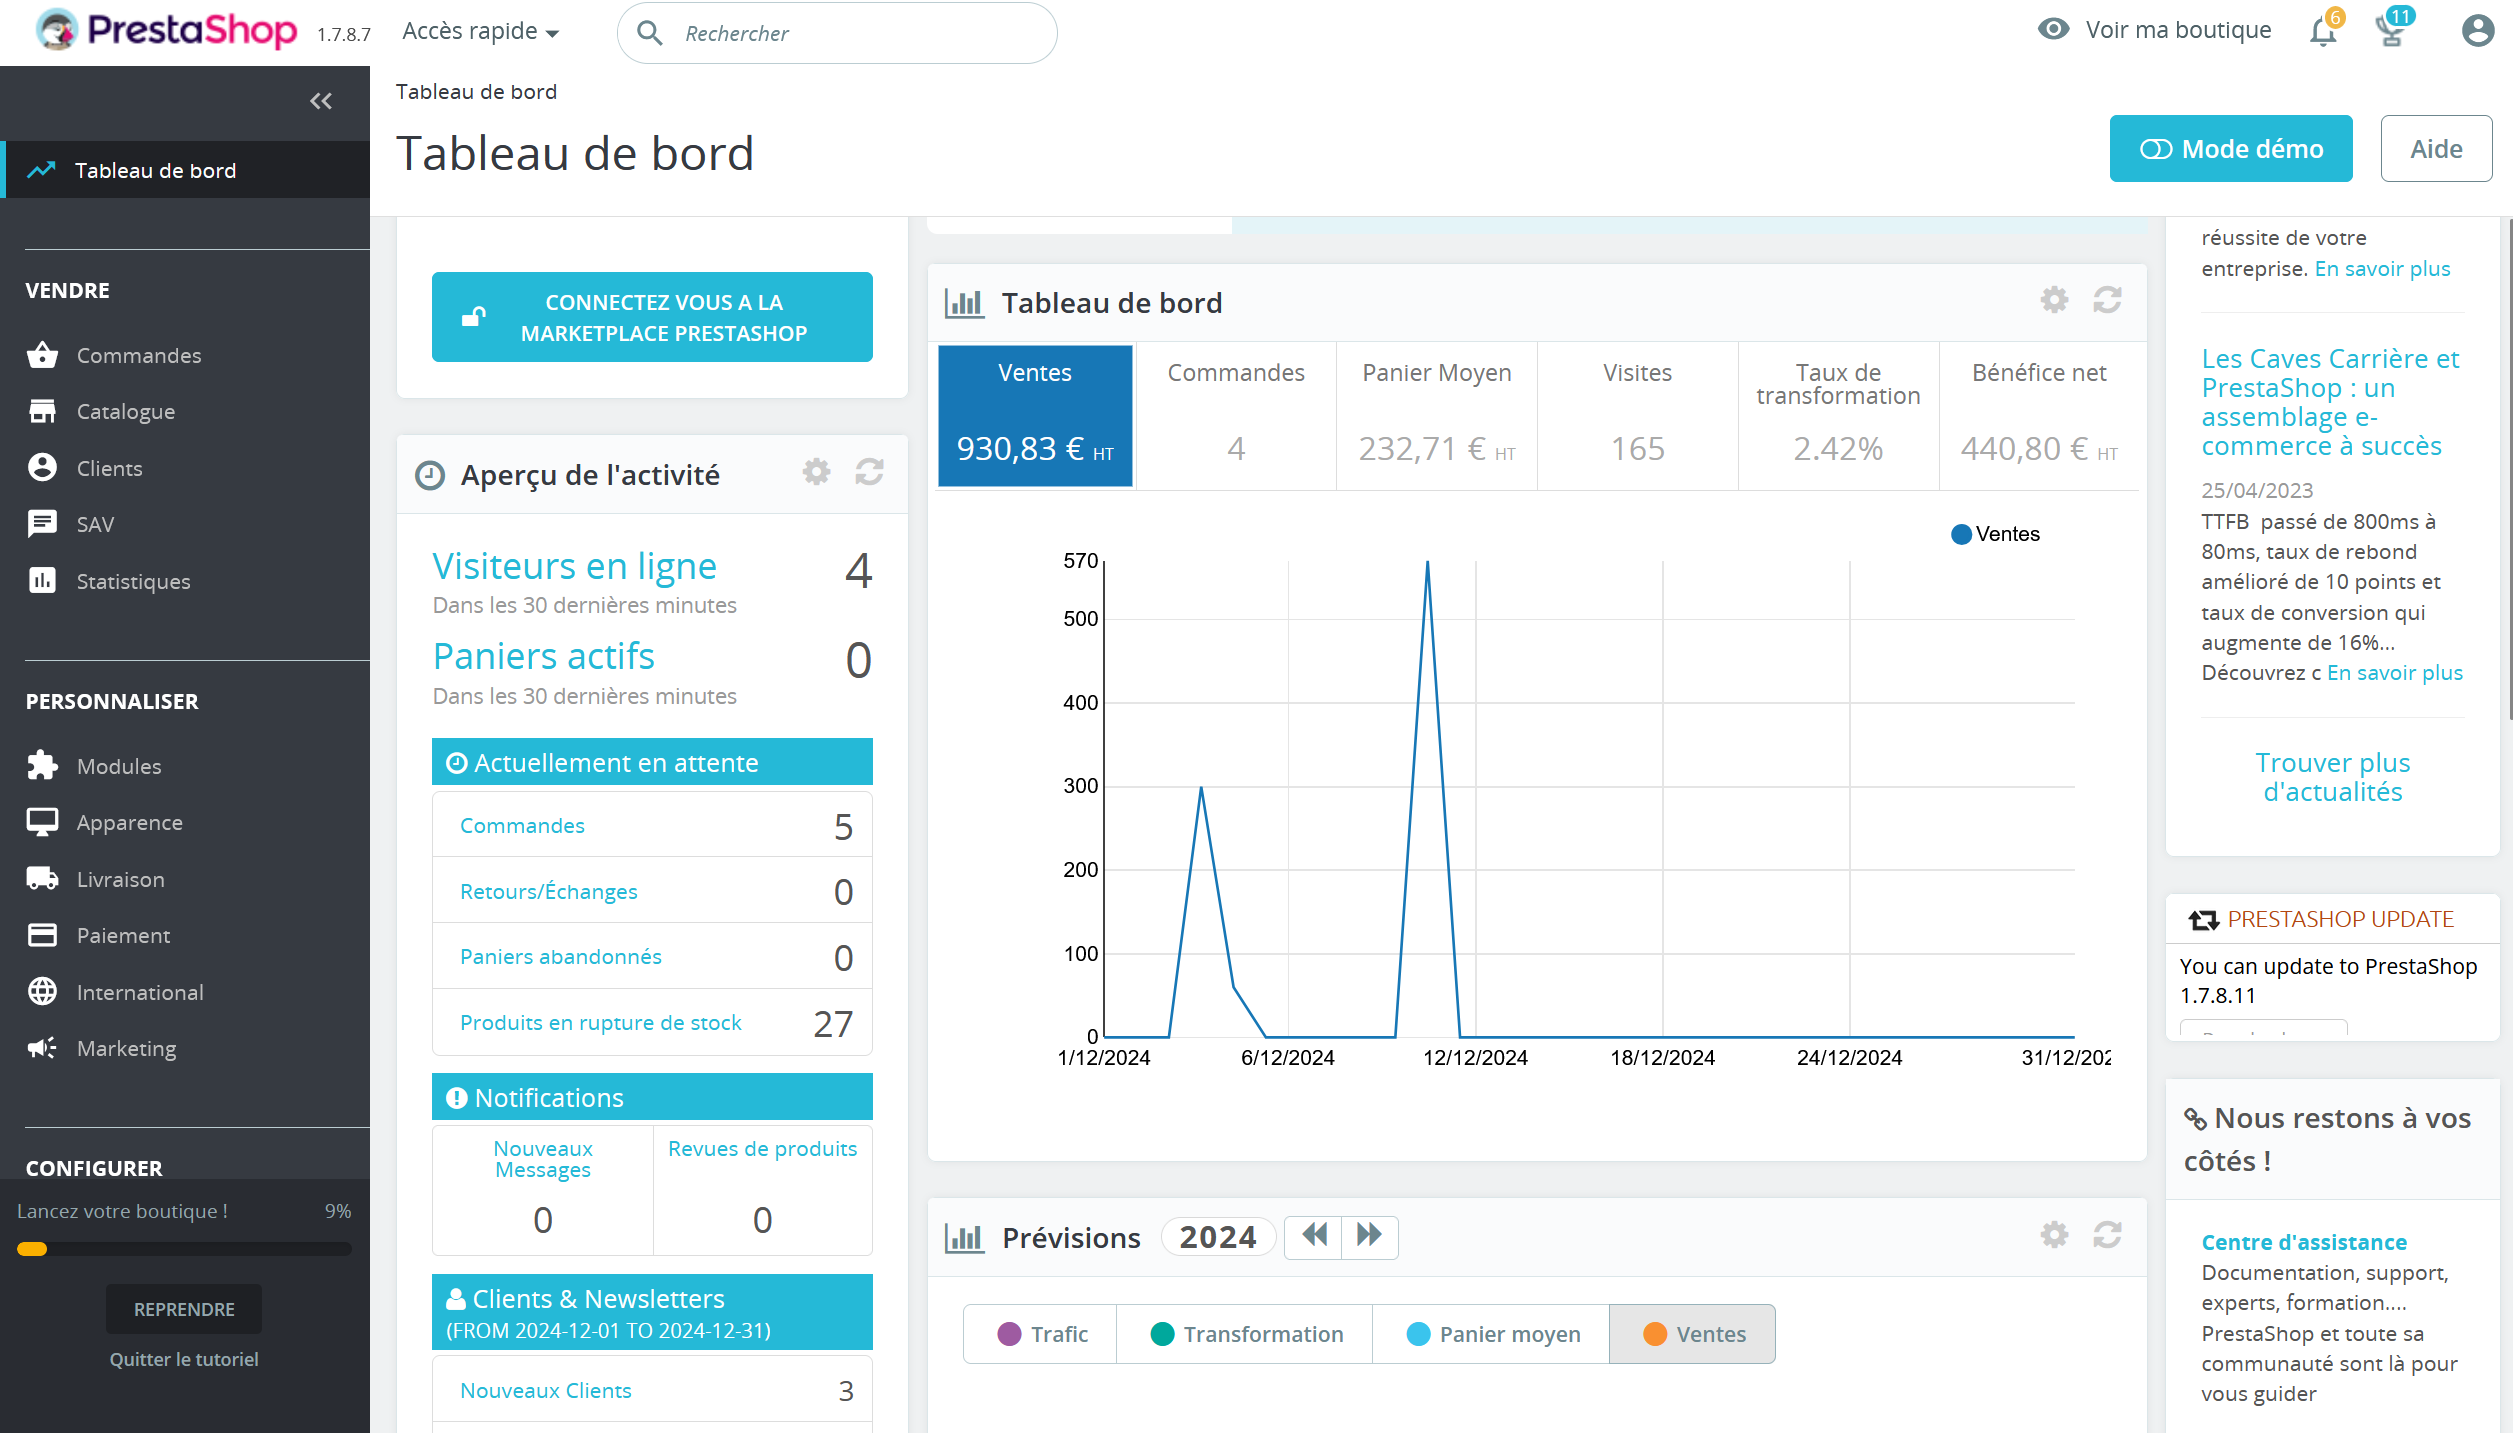 PrestaShop 1.7.8.7 Accès rapide Rechercher Voir ma boutique 6 11
Tableau de bord
Tableau de bord
Mode démo
Aide
Tableau de bord
VENDRE
Commandes
Catalogue
Clients
SAV
Statistiques
PERSONNALISER
Modules
Apparence
Livraison
Paiement
International
Marketing
CONFIGURER
Lancez votre boutique ! 9%
REPRENDRE
Quitter le tutoriel
CONNECTEZ VOUS A LA
MARKETPLACE PRESTASHOP
Aperçu de l'activité
Visiteurs en ligne 4
Dans les 30 dernières minutes
Paniers actifs 0
Dans les 30 dernières minutes
Actuellement en attente
Commandes 5
Retours/Échanges 0
Paniers abandonnés 0
Produits en rupture de stock 27
Notifications
Nouveaux
Messages
0
Revues de produits
0
Clients & Newsletters
(FROM 2024-12-01 TO 2024-12-31)
Nouveaux Clients 3
Tableau de bord
Ventes
930,83 € HT
Commandes
4
Panier Moyen
232,71 € HT
Visites
165
Taux de
transformation
2.42%
Bénéfice net
440,80 € HT
Ventes
570
500
400
300
200
100
0
1/12/2024 6/12/2024 12/12/2024 18/12/2024 24/12/2024 31/12/202
Prévisions 2024
Trafic Transformation Panier moyen Ventes
réussite de votre
entreprise. En savoir plus
Les Caves Carrière et
PrestaShop : un
assemblage e-
commerce à succès
25/04/2023
TTFB passé de 800ms à
80ms, taux de rebond
amélioré de 10 points et
taux de conversion qui
augmente de 16%...
Découvrez c En savoir plus
Trouver plus
d'actualités
PRESTASHOP UPDATE
You can update to PrestaShop
1.7.8.11
Nous restons à vos
côtés !
Centre d'assistance
Documentation, support,
experts, formation....
PrestaShop et toute sa
communauté sont là pour
vous guider